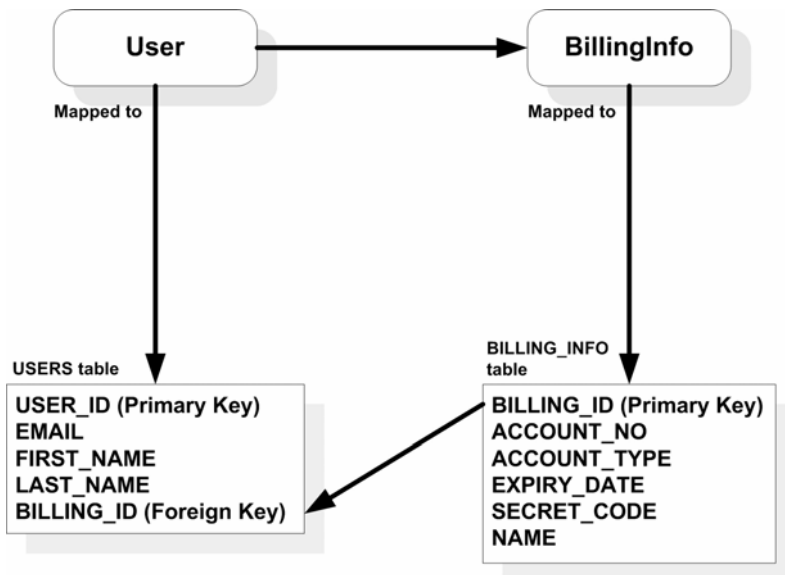 User
BillingInfo
Mapped to
Mapped to
USERS table
USER_ID (Primary Key)
EMAIL
FIRST_NAME
LAST_NAME
BILLING_ID (Foreign Key)
BILLING_INFO
table
BILLING_ID (Primary Key)
ACCOUNT_NO
ACCOUNT_TYPE
EXPIRY_DATE
SECRET_CODE
NAME